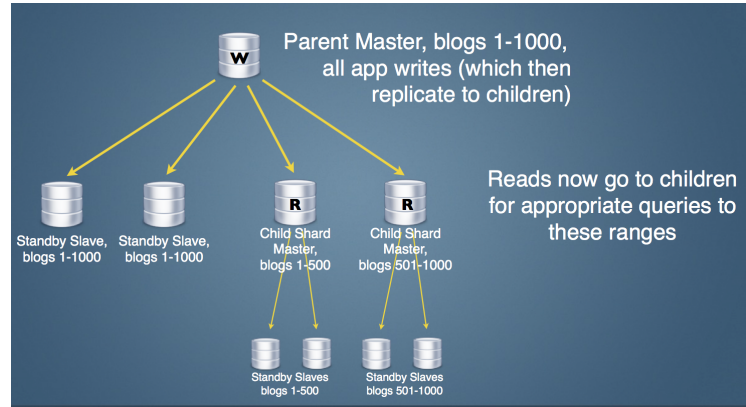 W
Parent Master, blogs 1-1000,
all app writes (which then
replicate to children)
Reads now go to children
for appropriate queries to
these ranges
R
R
Standby Slave,
blogs 1-1000
Standby Slave,
blogs 1-1000
Child Shard
Master,
blogs 1-500
Child Shard
Master,
blogs 501-1000
Standby Slaves
blogs 1-500
Standby Slaves
blogs 501-1000